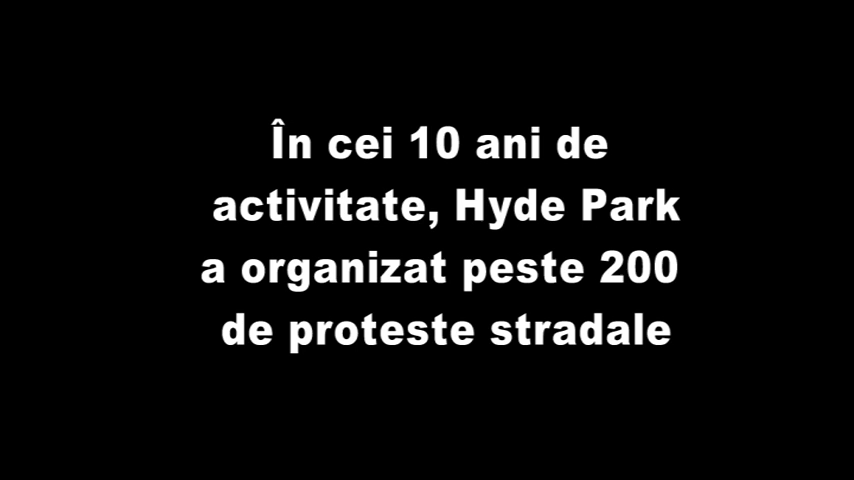 În cei 10 ani de
activitate, Hyde Park
a organizat peste 200
de proteste stradale